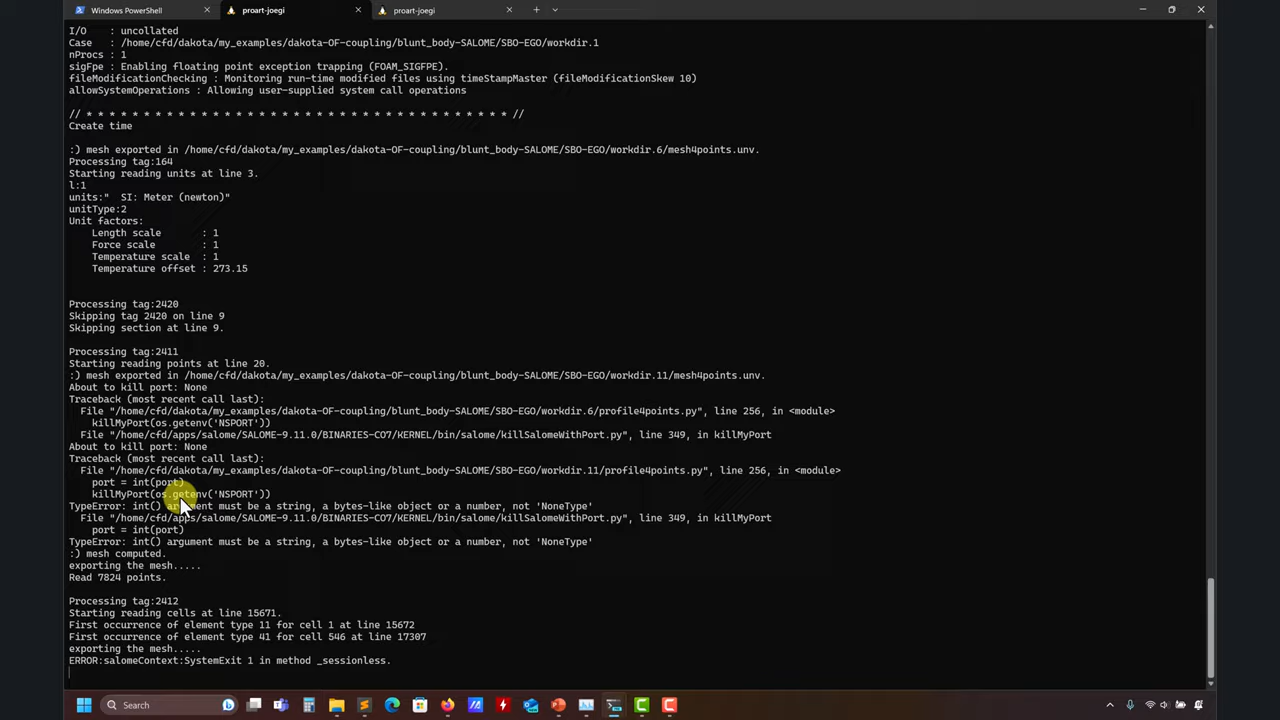 Windows PowerShell
proart-joegi
proart-joegi
I/O    : uncollated
Case   : /home/cfd/dakota/my_examples/dakota-OF-coupling/blunt_body-SALOME/SBO-EGO/workdir.1
nProcs : 1
sigFpe : Enabling floating point exception trapping (FOAM_SIGFPE).
fileModificationChecking : Monitoring run-time modified files using timeStampMaster (fileModificationSkew 10)
allowSystemOperations : Allowing user-supplied system call operations
// * * * * * * * * * * * * * * * * * * * * * * * * * * * * * * * * * * * * * //
Create time
:) mesh exported in /home/cfd/dakota/my_examples/dakota-OF-coupling/blunt_body-SALOME/SBO-EGO/workdir.6/mesh4points.unv.
Processing tag:164
Starting reading units at line 3.
l:1
units:"  SI: Meter (newton)"
unitType:2
Unit factors:
    Length scale       : 1
    Force scale        : 1
    Temperature scale  : 1
    Temperature offset : 273.15
Processing tag:2420
Skipping tag 2420 on line 9
Skipping section at line 9.
Processing tag:2411
Starting reading points at line 20.
:) mesh exported in /home/cfd/dakota/my_examples/dakota-OF-coupling/blunt_body-SALOME/SBO-EGO/workdir.11/mesh4points.unv.
About to kill port: None
Traceback (most recent call last):
  File "/home/cfd/dakota/my_examples/dakota-OF-coupling/blunt_body-SALOME/SBO-EGO/workdir.6/profile4points.py", line 256, in <module>
    killMyPort(os.getenv('NSPORT'))
  File "/home/cfd/apps/salome/SALOME-9.11.0/BINARIES-CO7/KERNEL/bin/salome/killSalomeWithPort.py", line 349, in killMyPort
About to kill port: None
Traceback (most recent call last):
  File "/home/cfd/dakota/my_examples/dakota-OF-coupling/blunt_body-SALOME/SBO-EGO/workdir.11/profile4points.py", line 256, in <module>
    port = int(port)
    killMyPort(os.getenv('NSPORT'))
TypeError: int() argument must be a string, a bytes-like object or a number, not 'NoneType'
  File "/home/cfd/apps/salome/SALOME-9.11.0/BINARIES-CO7/KERNEL/bin/salome/killSalomeWithPort.py", line 349, in killMyPort
    port = int(port)
TypeError: int() argument must be a string, a bytes-like object or a number, not 'NoneType'
:) mesh computed.
exporting the mesh.....
Read 7824 points.
Processing tag:2412
Starting reading cells at line 15671.
First occurrence of element type 11 for cell 1 at line 15672
First occurrence of element type 41 for cell 546 at line 17307
exporting the mesh.....
ERROR:salomeContext:SystemExit 1 in method _sessionless.
Search